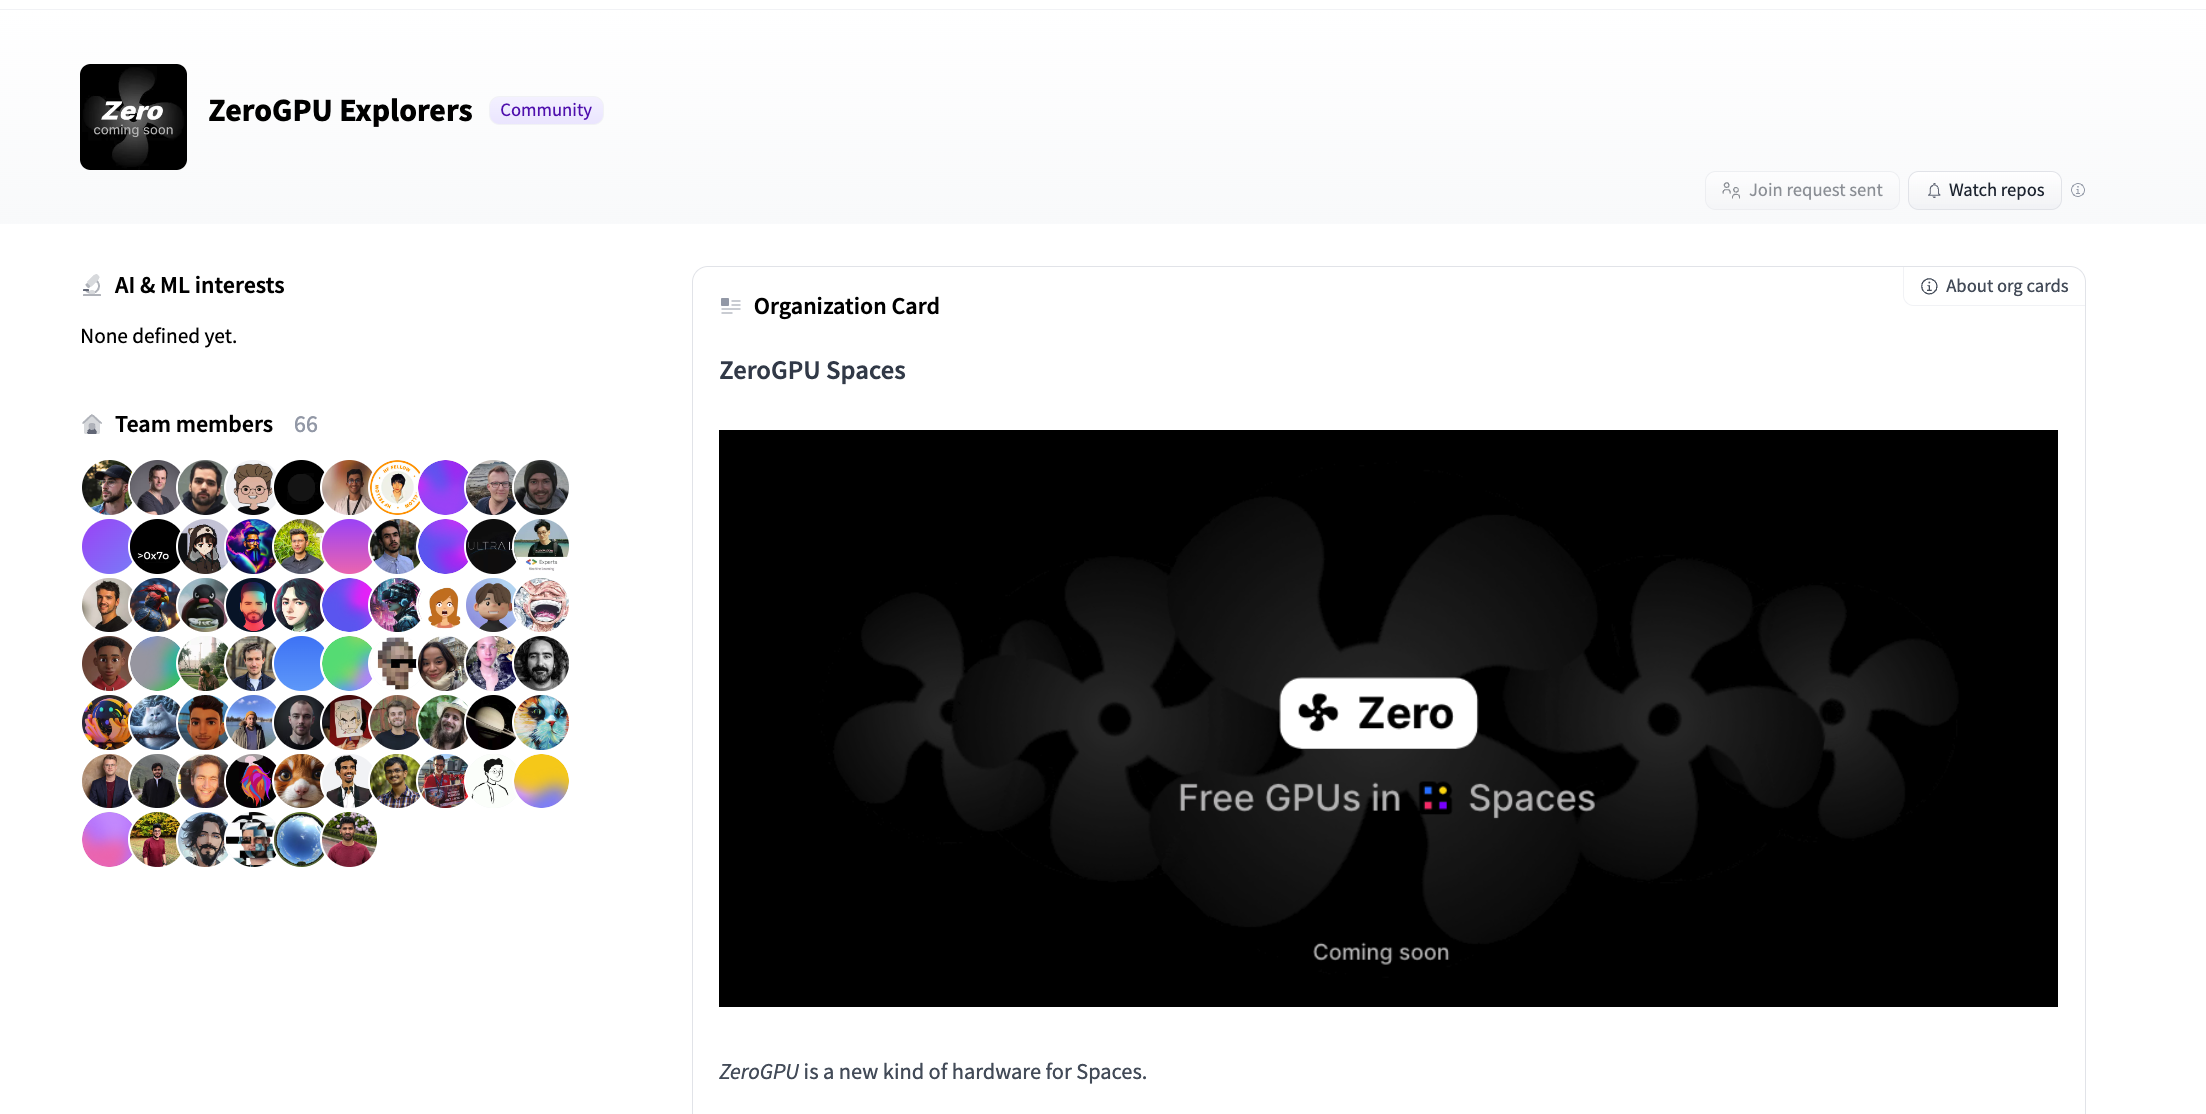 Zero
coming soon
ZeroGPU Explorers
Community
Join request sent
Watch repos
AI & ML interests
None defined yet.
Team members 66
>0x7o
ULTRA
Experts
Organization Card
About org cards
ZeroGPU Spaces
Zero
Free GPUs in Spaces
Coming soon
ZeroGPU is a new kind of hardware for Spaces.